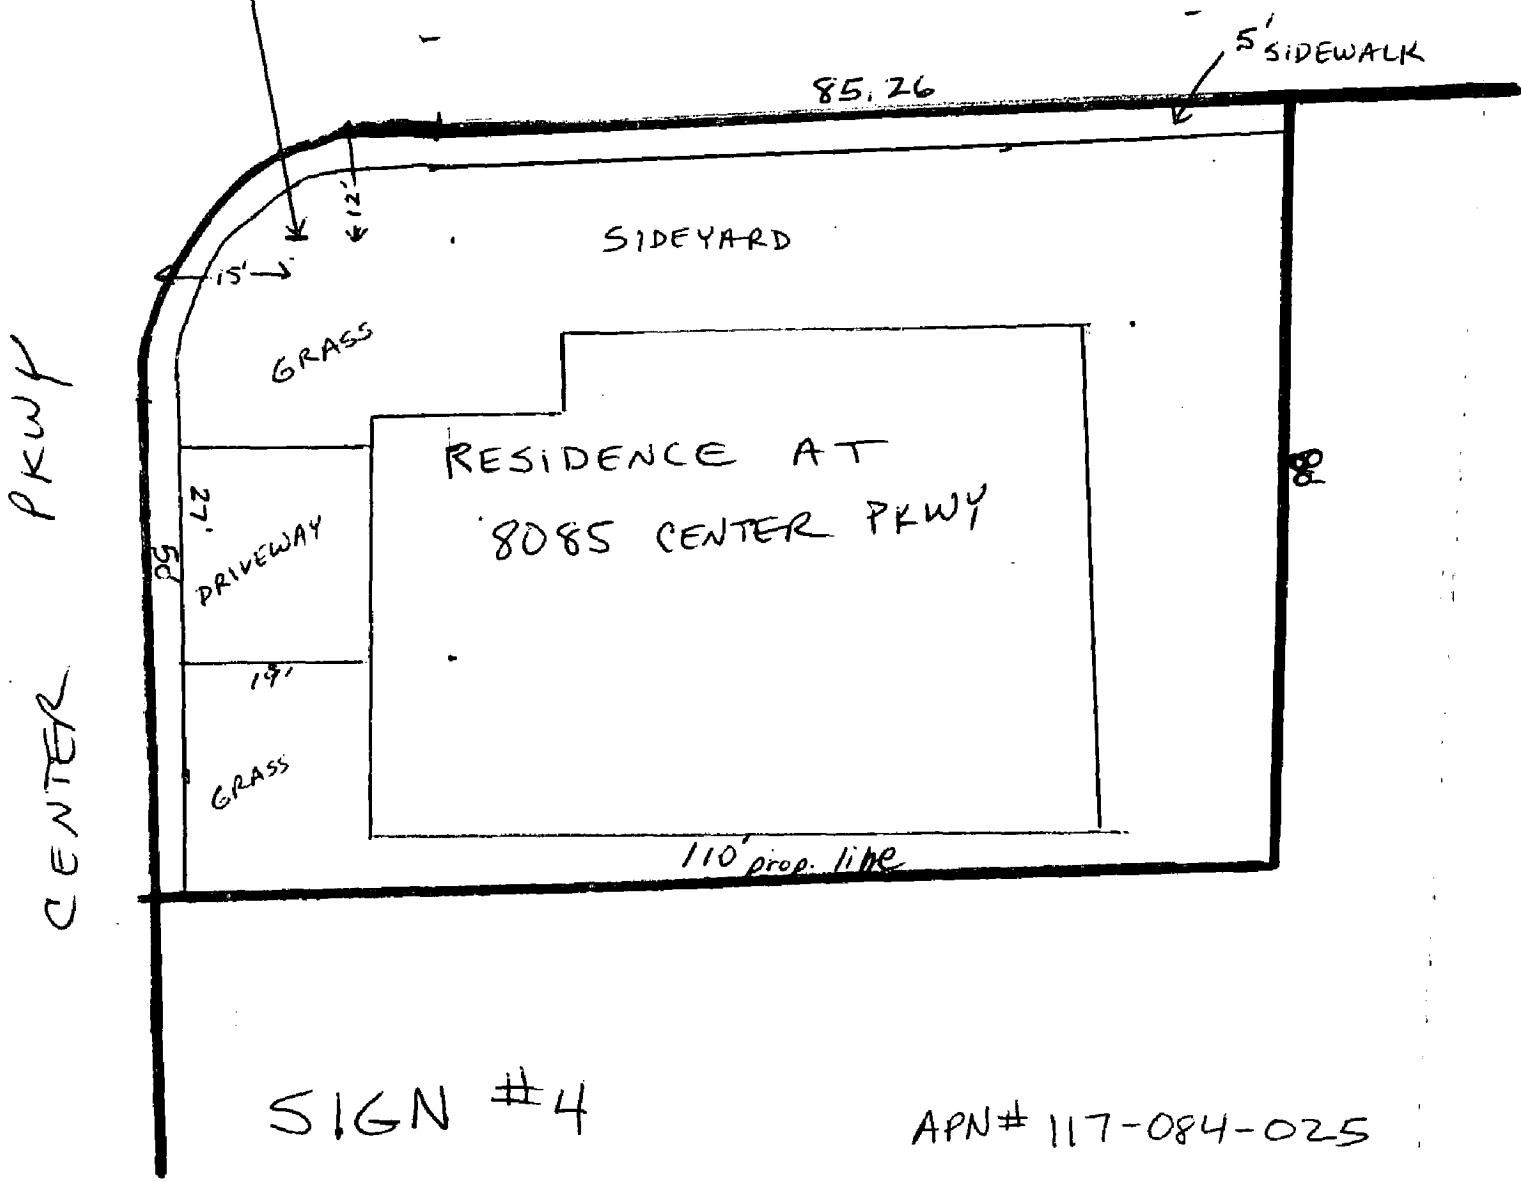 5' SIDEWALK
85.26
12'
SIDEYARD
15'
GRASS
RESIDENCE AT
8085 CENTER PKWY
27'
DRIVEWAY
50'
19'
GRASS
110' prop. line
CENTER PKWY
SIGN #4
APN# 117-084-025